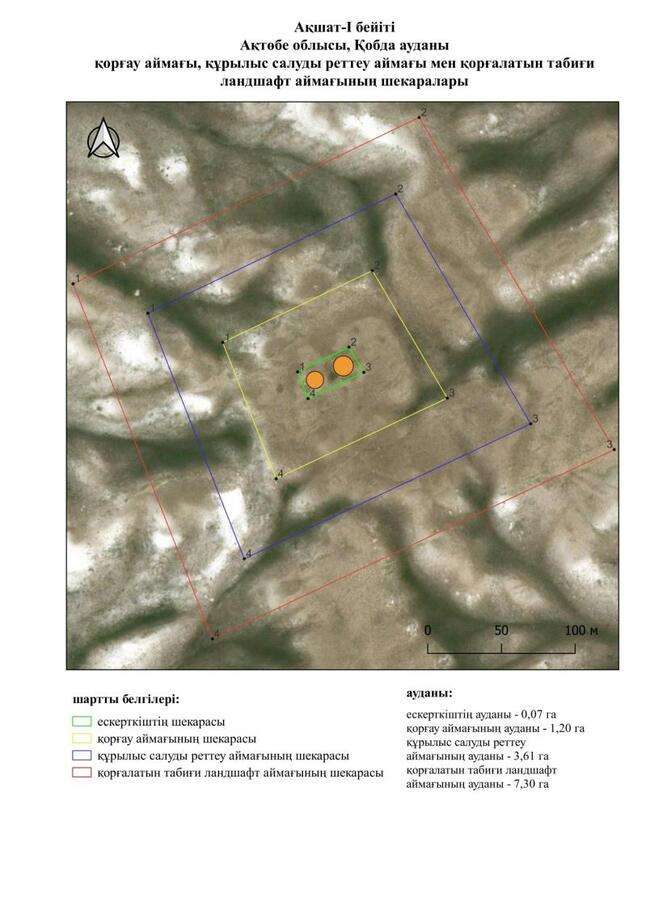 Ақшат-I бейіті
Ақтөбе облысы, Қобда ауданы
қорғау аймағы, құрылыс салуды реттеу аймағы мен қорғалатын табиғи
ландшафт аймағының шекаралары
2
2
1
2
1
1
2
1
3
4
3
3
3
4
4
4
0 50 100 м
шартты белгілері:
ескерткіштің шекарасы
қорғау аймағының шекарасы
құрылыс салуды реттеу аймағының шекарасы
қорғалатын табиғи ландшафт аймағының шекарасы
ауданы:
ескерткіштің ауданы - 0,07 га
қорғау аймағының ауданы - 1,20 га
құрылыс салуды реттеу
аймағының ауданы - 3,61 га
қорғалатын табиғи ландшафт
аймағының ауданы - 7,30 га